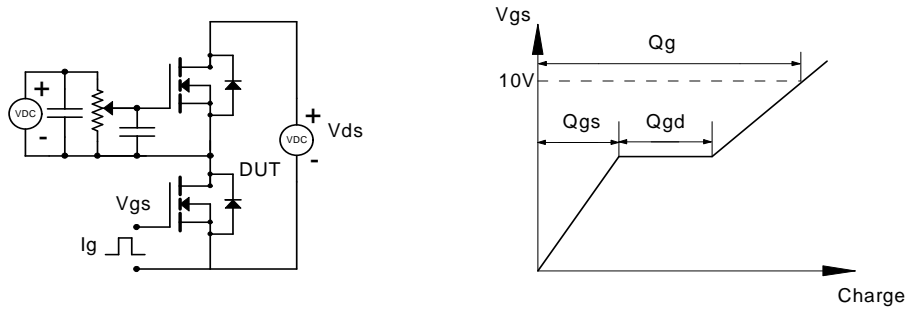 +
VDC
-
+
VDC
-
Vds
DUT
Vgs
Ig
Vgs
Qg
10V
Qgs
Qgd
Charge